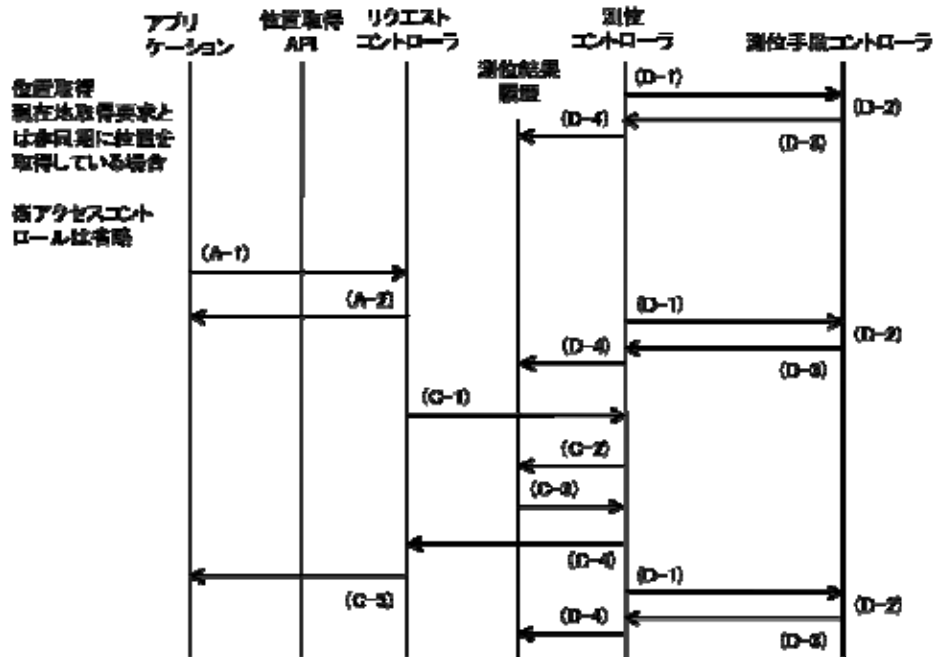 アプリ
ケーション
位置取得
API
リクエスト
コントローラ
測位
コントローラ
測位手段コントローラ
測位結果
履歴
位置取得
現在地取得要求と
は非同期に位置を
取得している場合
※アクセスコント
ロールは省略
(D-1)
(D-2)
(D-4)
(D-3)
(A-1)
(A-2)
(D-1)
(D-2)
(D-4)
(D-3)
(C-1)
(C-2)
(C-3)
(D-4)
(D-1)
(C-5)
(D-2)
(D-4)
(D-3)